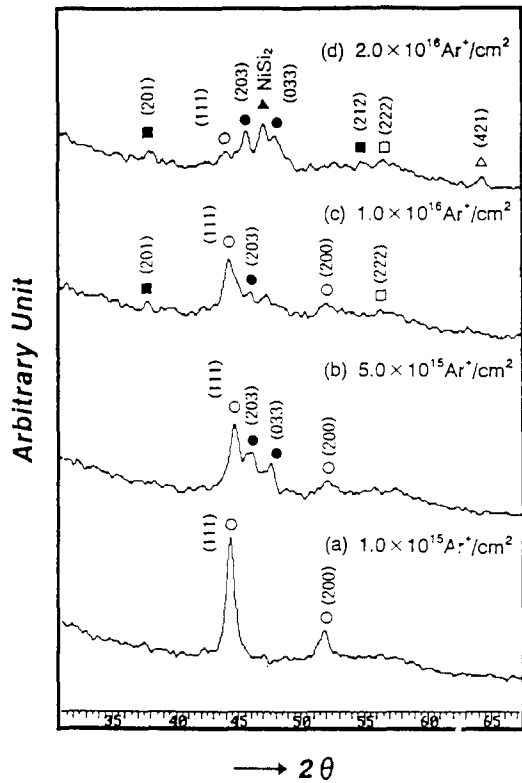 (d) 2.0 × 10¹⁶Ar⁺/cm²
(201)
(111)
(203)
NiSi₂
(033)
(212)
(222)
(421)
(c) 1.0 × 10¹⁶Ar⁺/cm²
(201)
(111)
(203)
(200)
(222)
(b) 5.0 × 10¹⁵Ar⁺/cm²
(111)
(203)
(033)
(200)
(a) 1.0 × 10¹⁵Ar⁺/cm²
(111)
(200)
Arbitrary Unit
35 40 45 50 55 60 65
2θ